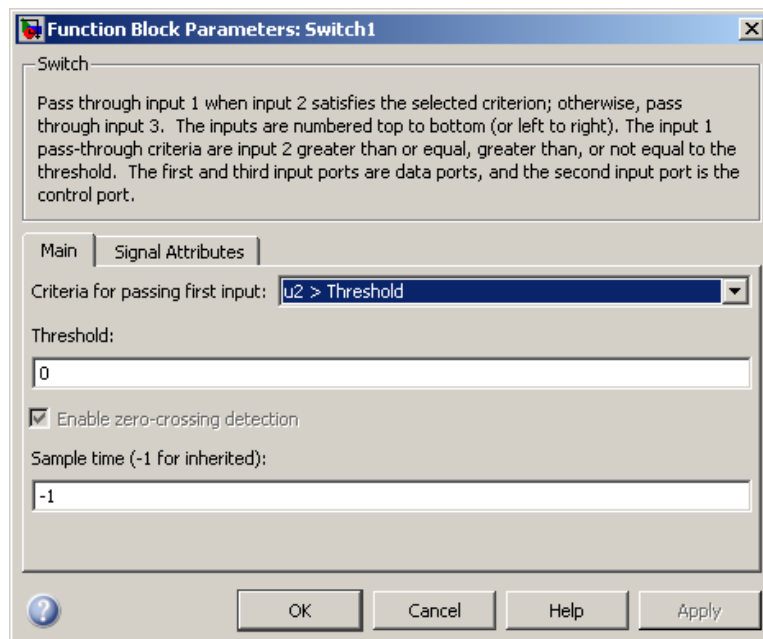 Function Block Parameters: Switch1
Switch
Pass through input 1 when input 2 satisfies the selected criterion; otherwise, pass
through input 3.  The inputs are numbered top to bottom (or left to right). The input 1
pass-through criteria are input 2 greater than or equal, greater than, or not equal to the
threshold.  The first and third input ports are data ports, and the second input port is the
control port.
Main  Signal Attributes
Criteria for passing first input: u2 > Threshold
Threshold:
0
Enable zero-crossing detection
Sample time (-1 for inherited):
-1
? OK Cancel Help Apply